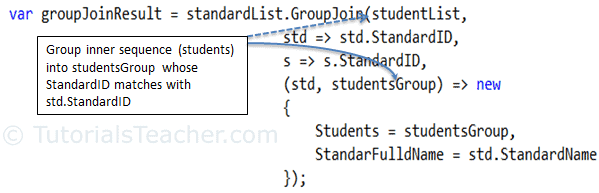 var groupJoinResult = standardList.GroupJoin(studentList,
std => std.StandardID,
s => s.StandardID,
(std, studentsGroup) => new
{
Students = studentsGroup,
StandarFulldName = std.StandardName
});
Group inner sequence (students)
into studentsGroup whose
StandardID matches with
std.StandardID
© TutorialsTeacher.com